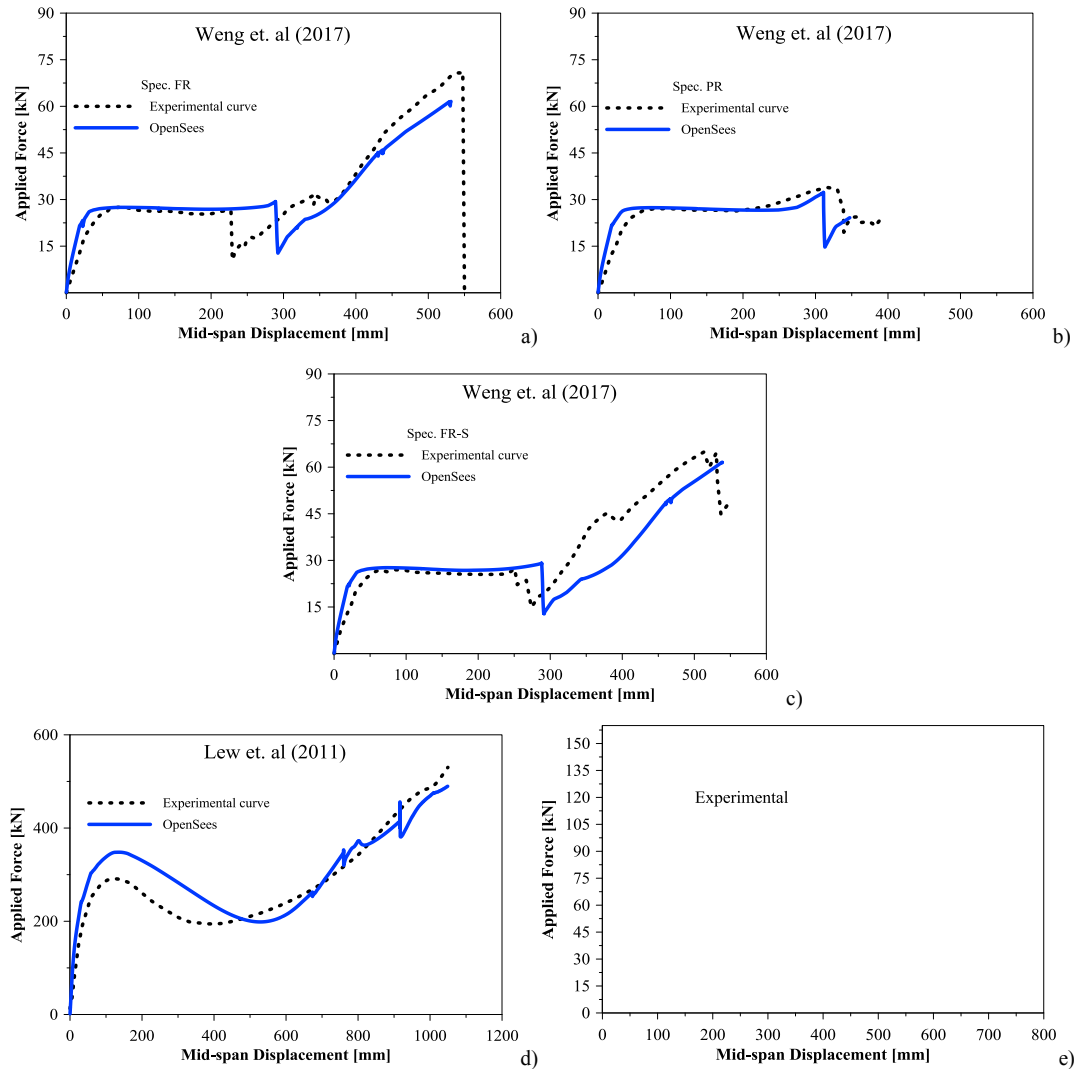 90
75
60
45
30
15
Applied Force [kN]
Weng et. al (2017)
Spec. FR
Experimental curve
OpenSees
0 100 200 300 400 500 600
Mid-span Displacement [mm]
a)
90
75
60
45
30
15
Applied Force [kN]
Weng et. al (2017)
Spec. PR
Experimental curve
OpenSees
0 100 200 300 400 500 600
Mid-span Displacement [mm]
b)
90
75
60
45
30
15
Applied Force [kN]
Weng et. al (2017)
Spec. FR-S
Experimental curve
OpenSees
0 100 200 300 400 500 600
Mid-span Displacement [mm]
c)
600
400
200
0
Applied Force [kN]
Lew et. al (2011)
Experimental curve
OpenSees
0 200 400 600 800 1000 1200
Mid-span Displacement [mm]
d)
150
135
120
105
90
75
60
45
30
15
0
Applied Force [kN]
Experimental
0 100 200 300 400 500 600 700 800
Mid-span Displacement [mm]
e)